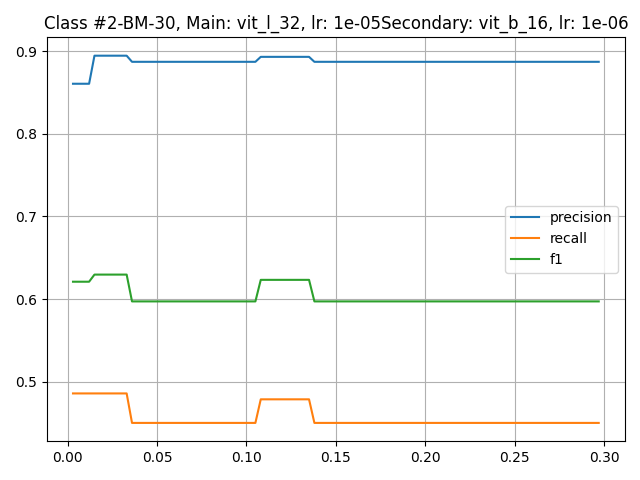 Class #2-BM-30, Main: vit_l_32, lr: 1e-05Secondary: vit_b_16, lr: 1e-06
0.9
0.8
0.7
0.6
0.5
precision
recall
f1
0.00 0.05 0.10 0.15 0.20 0.25 0.30